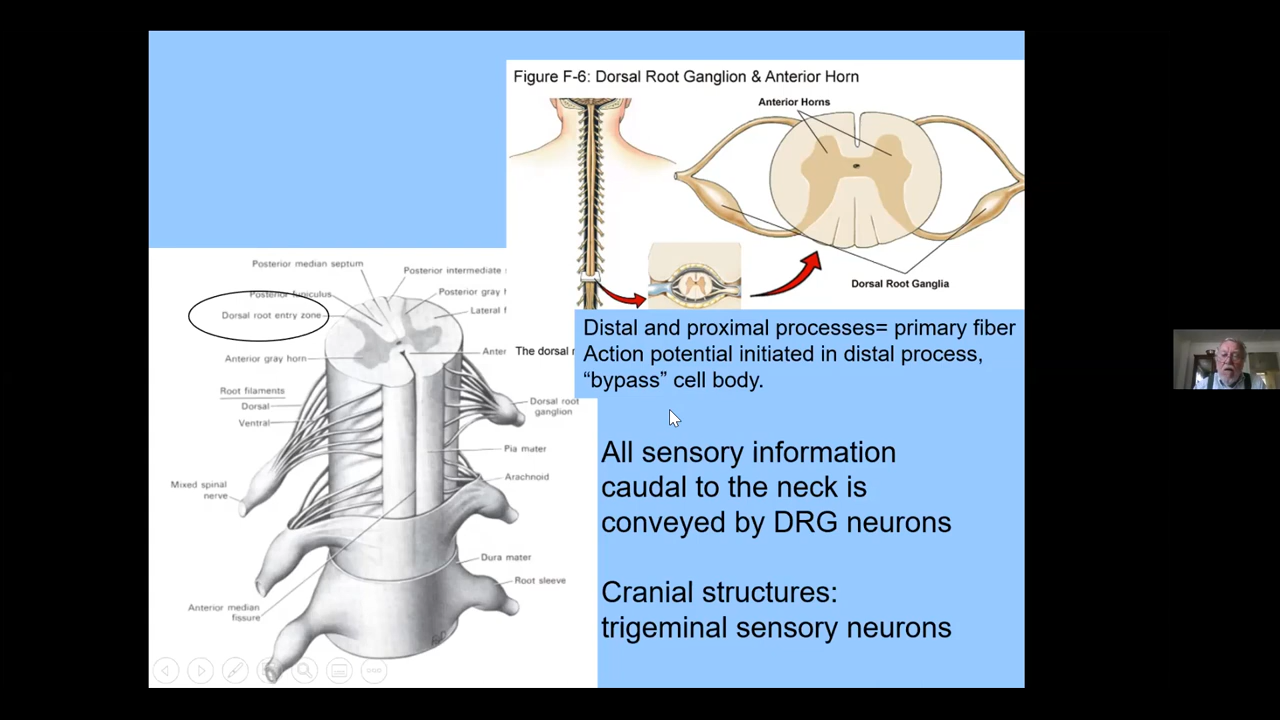 Figure F-6: Dorsal Root Ganglion & Anterior Horn
Anterior Horns
Dorsal Root Ganglia
Posterior median septum
Posterior intermediate s
Posterior funiculus
Posterior gray h
Dorsal root entry zone
Lateral f
Anterior gray horn
Anter
The dorsal r
Root filaments
Dorsal
Ventral
Dorsal root
ganglion
Pia mater
Arachnoid
Mixed spinal
nerve
Dura mater
Root sleeve
Anterior median
fissure
Distal and proximal processes= primary fiber
Action potential initiated in distal process,
“bypass” cell body.
All sensory information
caudal to the neck is
conveyed by DRG neurons
Cranial structures:
trigeminal sensory neurons